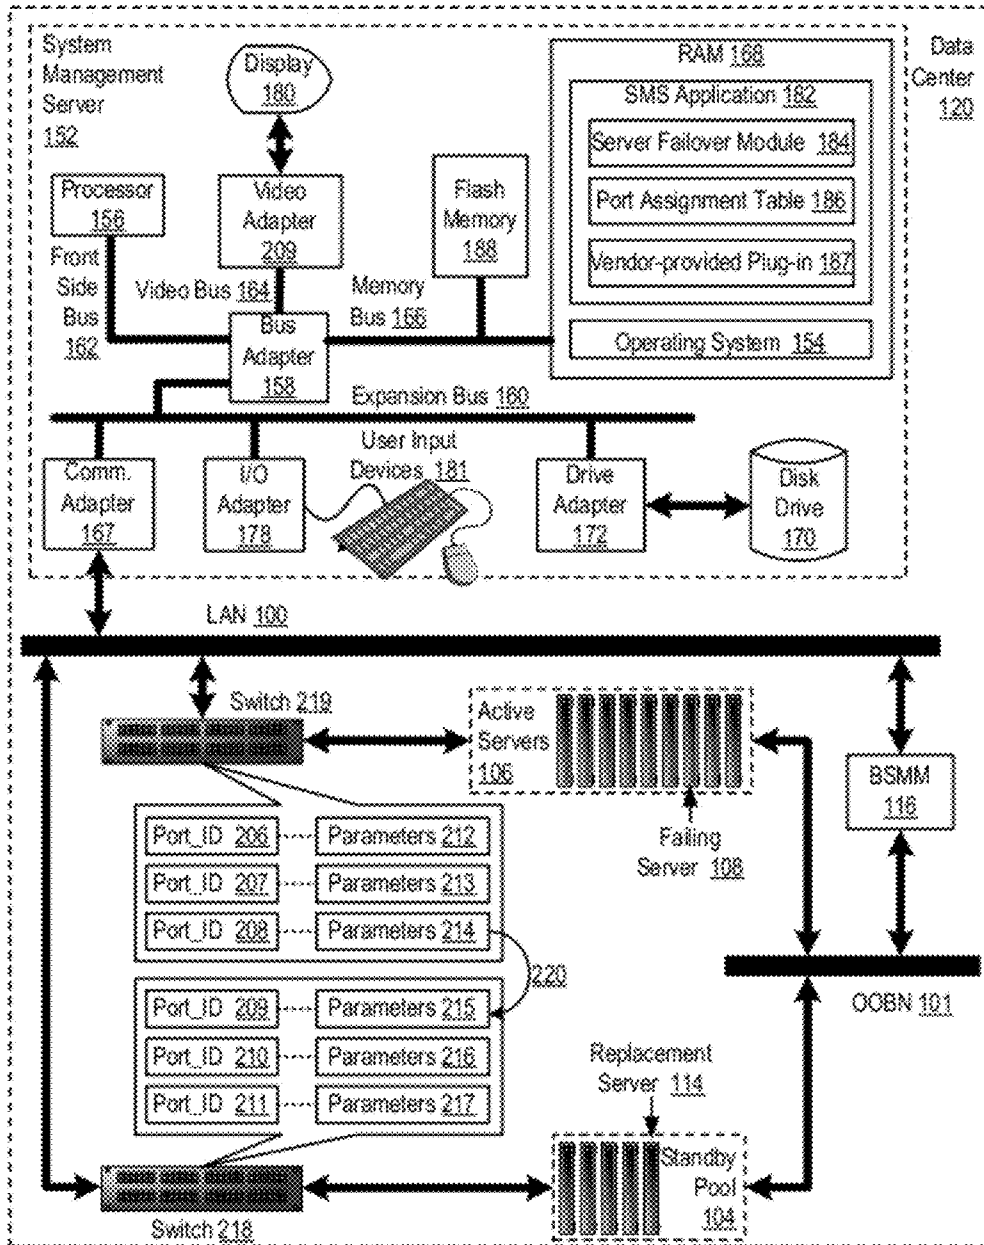 System
Management
Server
152
Display
180
RAM 168
SMS Application 182
Server Failover Module 184
Port Assignment Table 186
Vendor-provided Plug-in 187
Operating System 154
Data
Center
120
Processor
156
Video
Adapter
209
Flash
Memory
188
Front
Side
Bus
162
Video Bus 164
Memory
Bus 166
Bus
Adapter
158
Expansion Bus 160
Comm.
Adapter
167
I/O
Adapter
178
User Input
Devices 181
Drive
Adapter
172
Disk
Drive
170
LAN 100
Switch 219
Active
Servers
106
BSMM
116
Failing
Server 108
Port_ID 206
Parameters 212
Port_ID 207
Parameters 213
Port_ID 208
Parameters 214
220
Port_ID 209
Parameters 215
Port_ID 210
Parameters 216
Port_ID 211
Parameters 217
OOBN 101
Replacement
Server 114
Standby
Pool
104
Switch 218